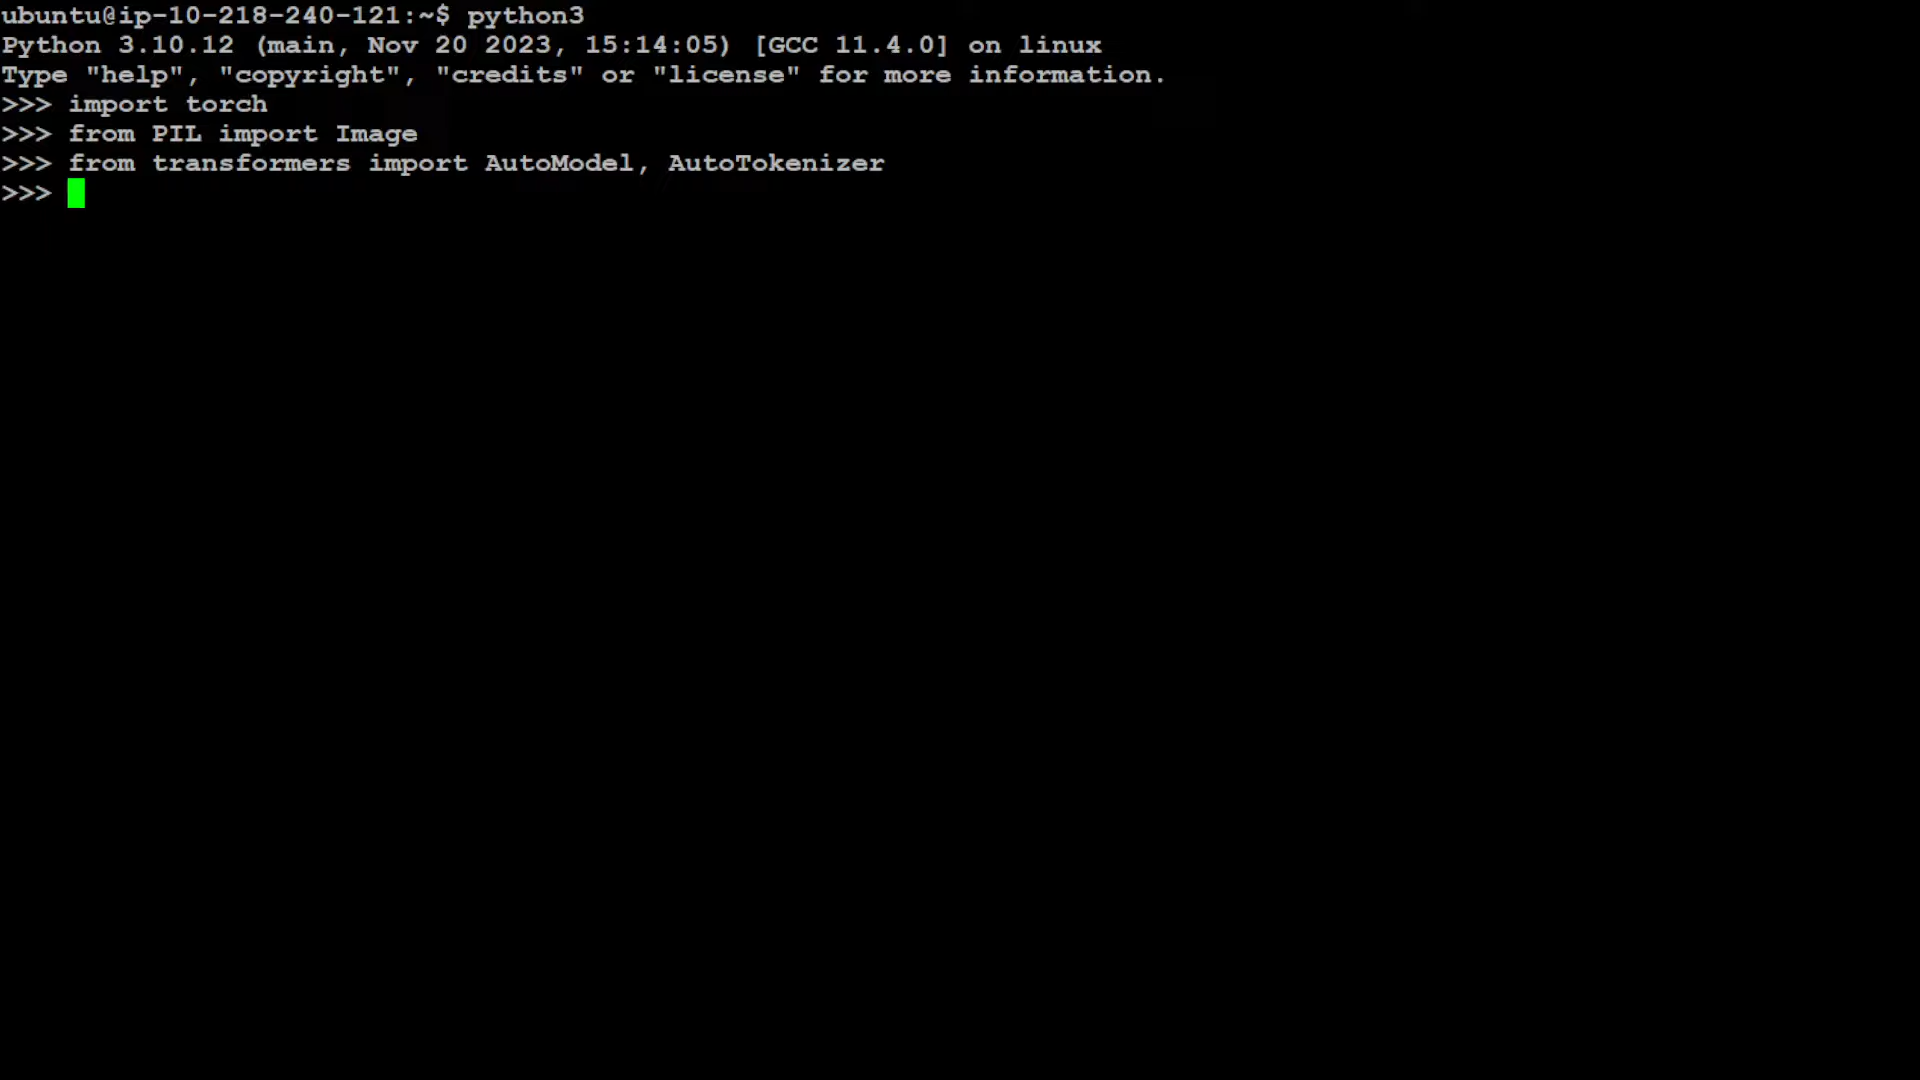 ubuntu@ip-10-218-240-121:~$ python3
Python 3.10.12 (main, Nov 20 2023, 15:14:05) [GCC 11.4.0] on linux
Type "help", "copyright", "credits" or "license" for more information.
>>> import torch
>>> from PIL import Image
>>> from transformers import AutoModel, AutoTokenizer
>>>